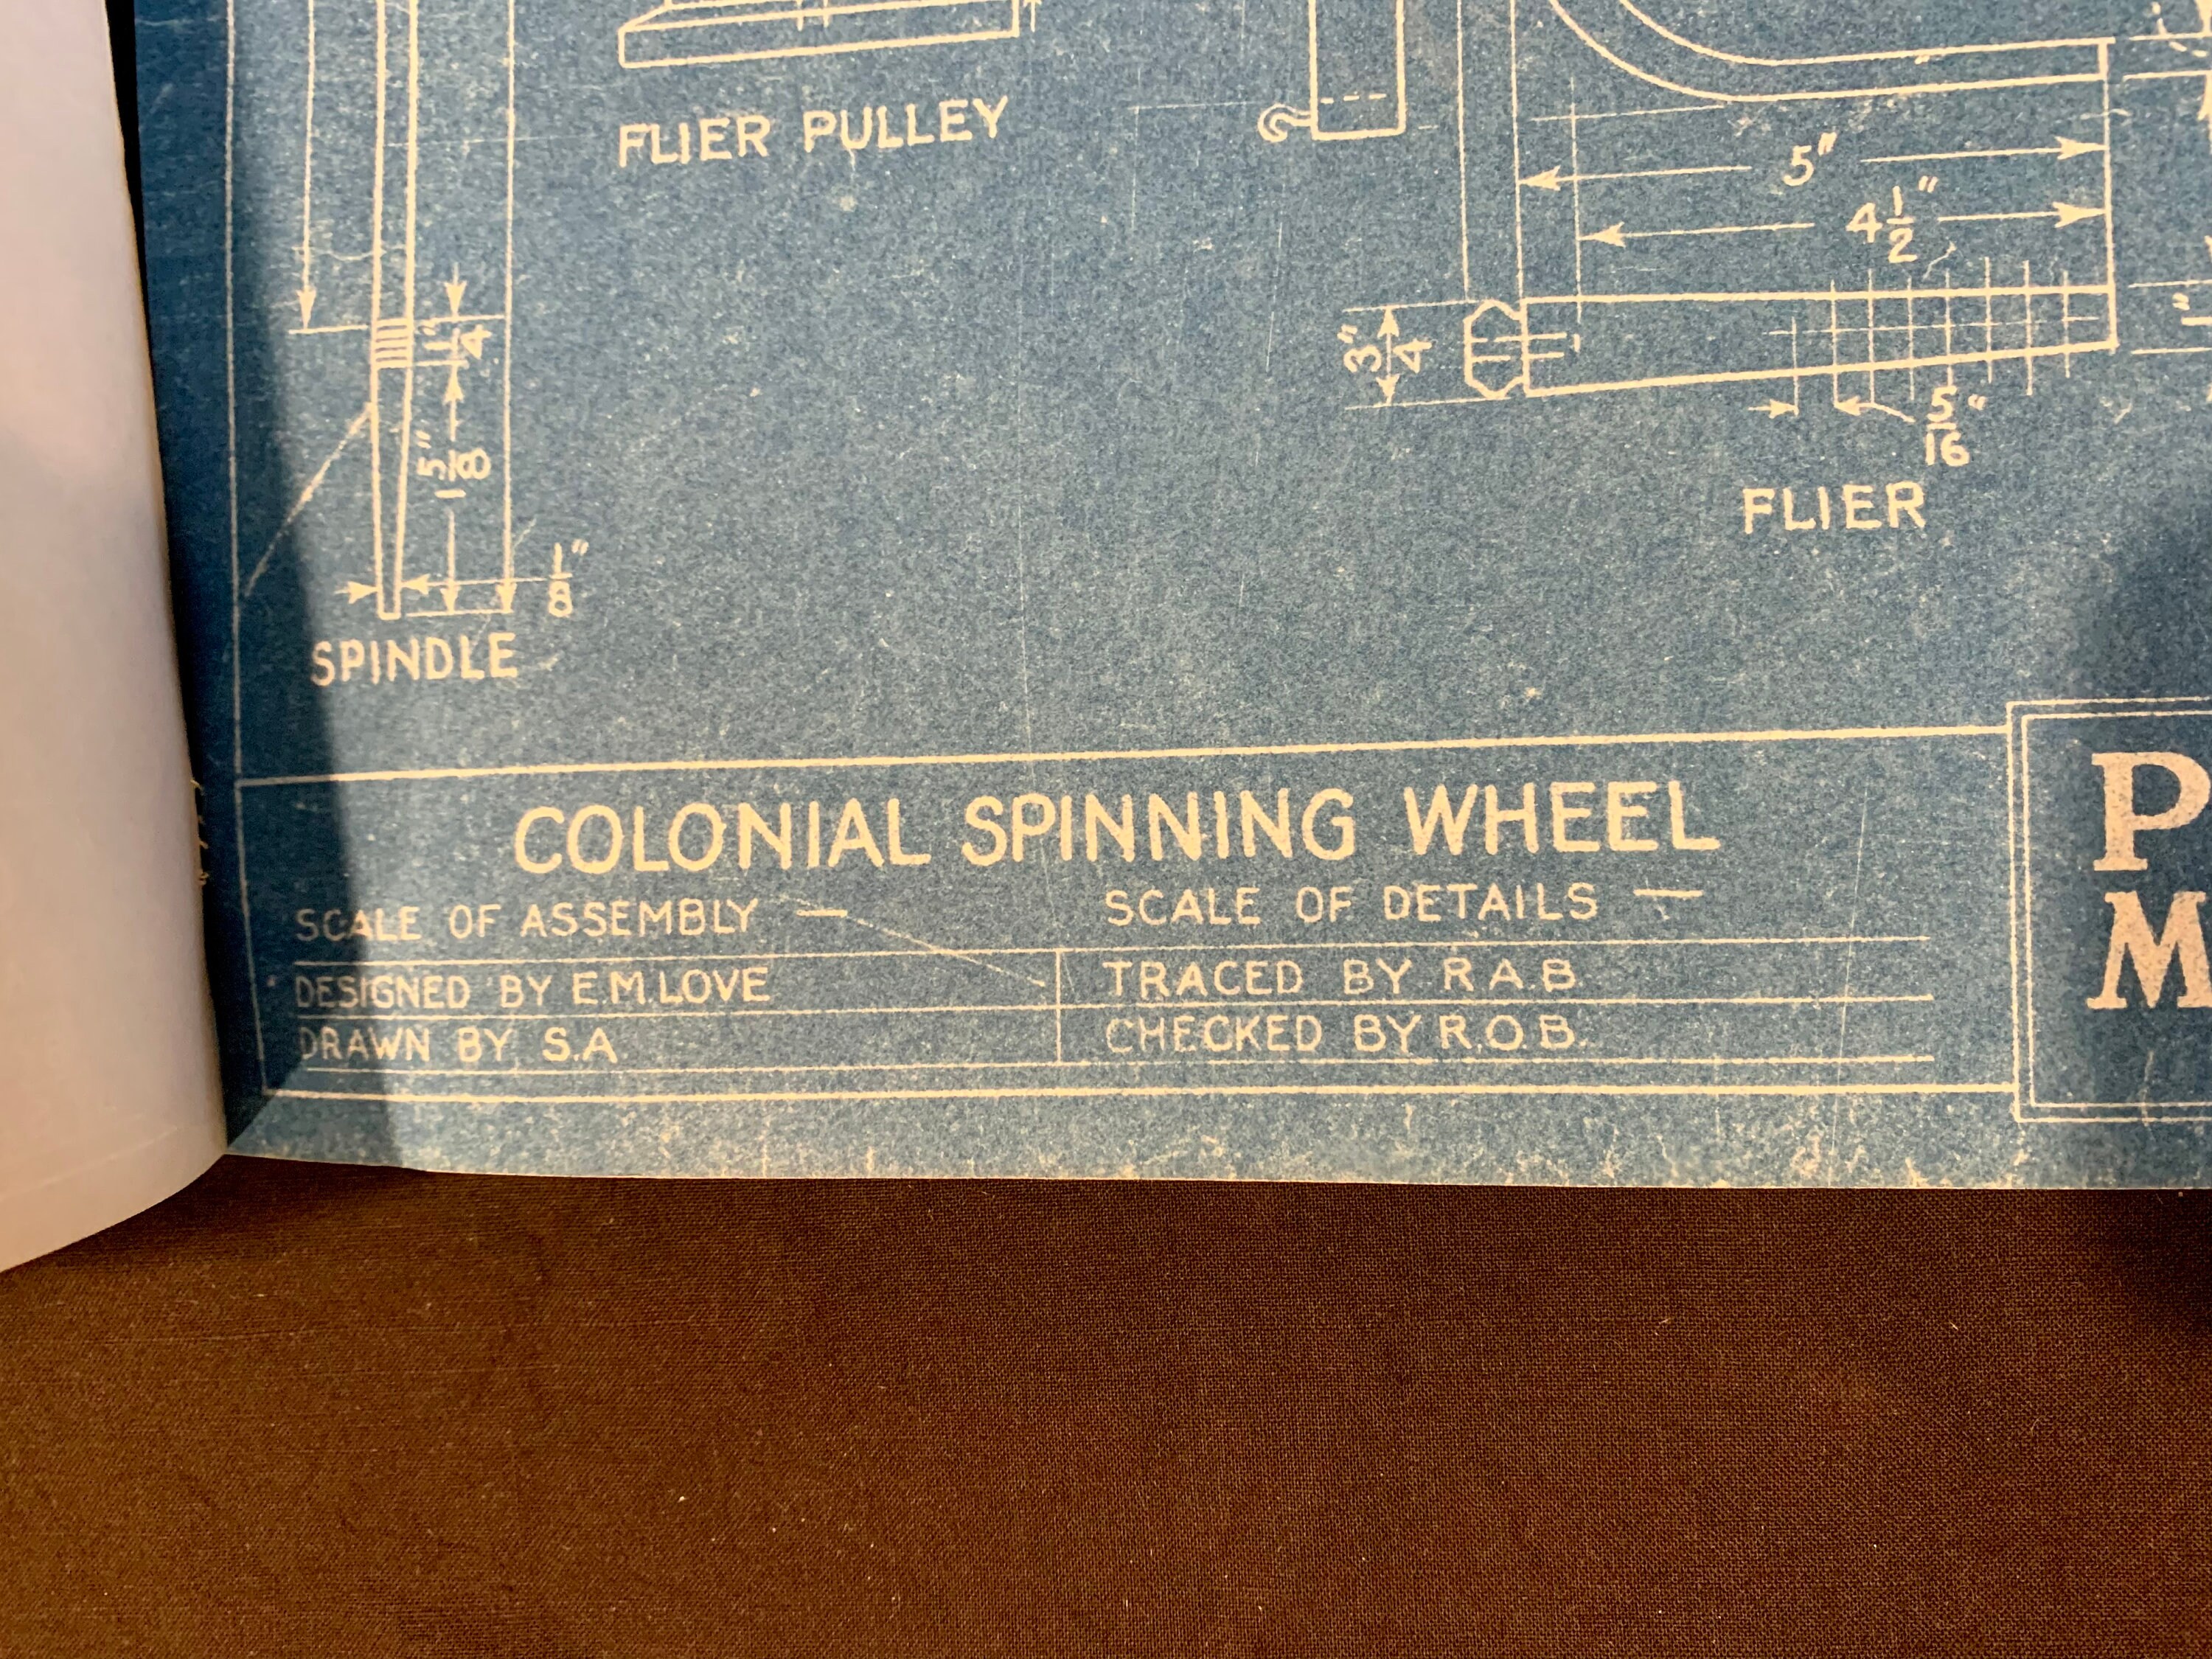 FLIER PULLEY
5"
4 1/2"
3/4"
1/4"
5/16"
1 5/8"
FLIER
1/8"
SPINDLE
COLONIAL SPINNING WHEEL
SCALE OF ASSEMBLY —
SCALE OF DETAILS —
DESIGNED BY E.M.LOVE
TRACED BY R.A.B.
DRAWN BY S.A
CHECKED BY R.O.B.
P
M